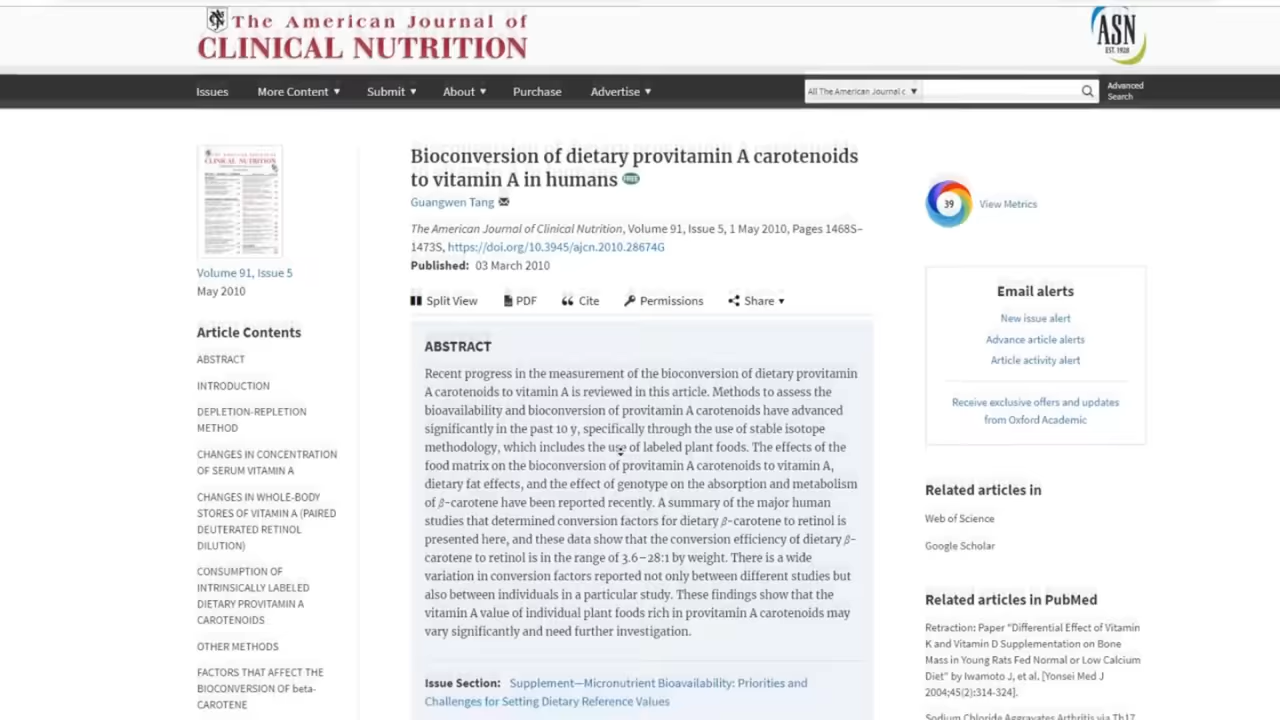 The American Journal of
CLINICAL NUTRITION
ASN
EST. 1928
Issues More Content Submit About Purchase Advertise
All The American Journal c
Advanced
Search
CLINICAL NUTRITION
Volume 91, Issue 5
May 2010
Article Contents
ABSTRACT
INTRODUCTION
DEPLETION-REPLETION
METHOD
CHANGES IN CONCENTRATION
OF SERUM VITAMIN A
CHANGES IN WHOLE-BODY
STORES OF VITAMIN A (PAIRED
DEUTERATED RETINOL
DILUTION)
CONSUMPTION OF
INTRINSICALLY LABELED
DIETARY PROVITAMIN A
CAROTENOIDS
OTHER METHODS
FACTORS THAT AFFECT THE
BIOCONVERSION OF beta-
CAROTENE
Bioconversion of dietary provitamin A carotenoids
to vitamin A in humans FREE
Guangwen Tang
The American Journal of Clinical Nutrition, Volume 91, Issue 5, 1 May 2010, Pages 1468S–
1473S, https://doi.org/10.3945/ajcn.2010.28674G
Published: 03 March 2010
Split View PDF Cite Permissions Share
ABSTRACT
Recent progress in the measurement of the bioconversion of dietary provitamin
A carotenoids to vitamin A is reviewed in this article. Methods to assess the
bioavailability and bioconversion of provitamin A carotenoids have advanced
significantly in the past 10 y, specifically through the use of stable isotope
methodology, which includes the use of labeled plant foods. The effects of the
food matrix on the bioconversion of provitamin A carotenoids to vitamin A,
dietary fat effects, and the effect of genotype on the absorption and metabolism
of β-carotene have been reported recently. A summary of the major human
studies that determined conversion factors for dietary β-carotene to retinol is
presented here, and these data show that the conversion efficiency of dietary β-
carotene to retinol is in the range of 3.6–28:1 by weight. There is a wide
variation in conversion factors reported not only between different studies but
also between individuals in a particular study. These findings show that the
vitamin A value of individual plant foods rich in provitamin A carotenoids may
vary significantly and need further investigation.
Issue Section: Supplement—Micronutrient Bioavailability: Priorities and
Challenges for Setting Dietary Reference Values
39
View Metrics
Email alerts
New issue alert
Advance article alerts
Article activity alert
Receive exclusive offers and updates
from Oxford Academic
Related articles in
Web of Science
Google Scholar
Related articles in PubMed
Retraction: Paper "Differential Effect of Vitamin
K and Vitamin D Supplementation on Bone
Mass in Young Rats Fed Normal or Low Calcium
Diet" by Iwamoto J, et al. [Yonsei Med J
2004;45(2):314-324].
Sodium Chloride Aggravates Arthritis via Th17